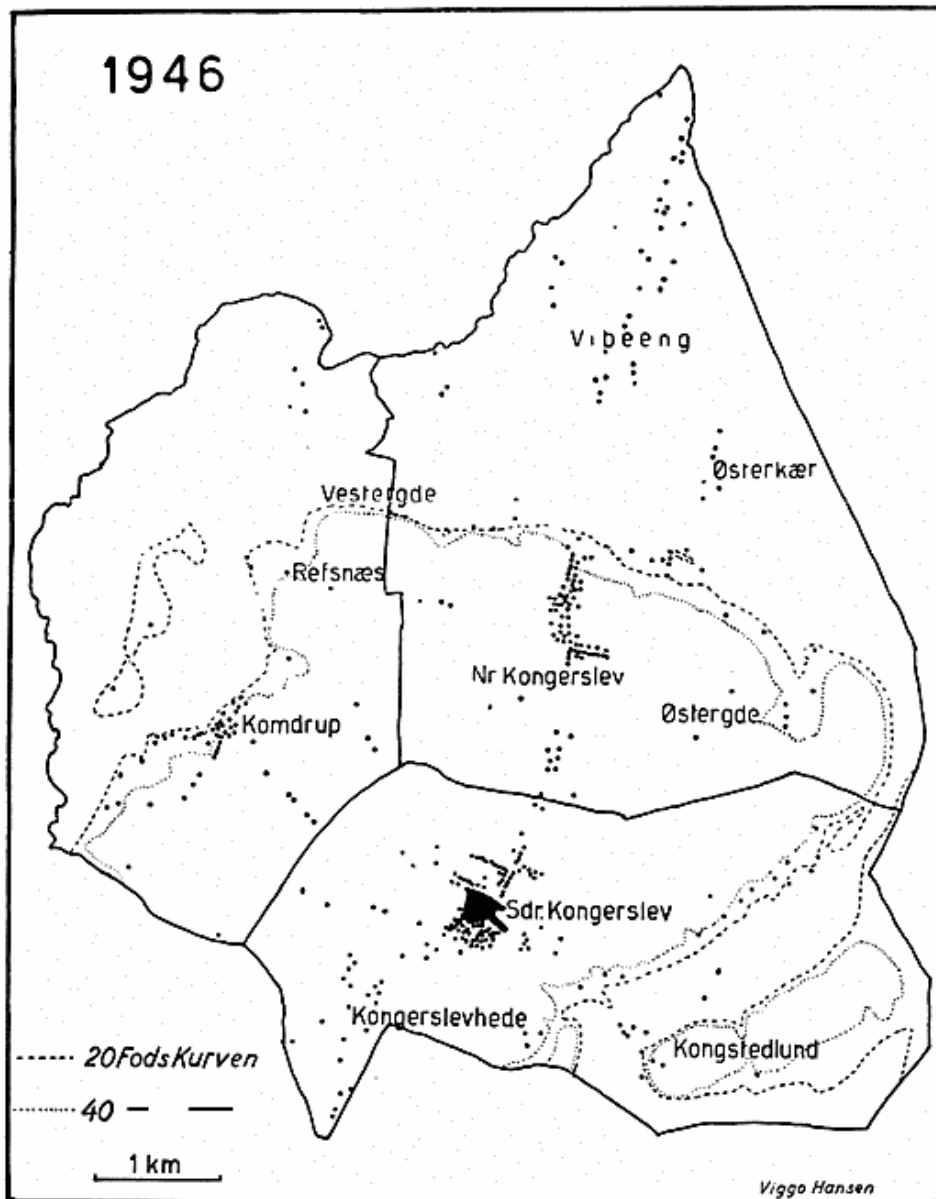 1946
Vibeeng
Østerkær
Vestergde
Refsnæs
Nr Kongerslev
Østergde
Komdrup
Sdr. Kongerslev
Kongerslevhede
Kongstedlund
20 Fods Kurven
40 — —
1 km
Viggo Hansen